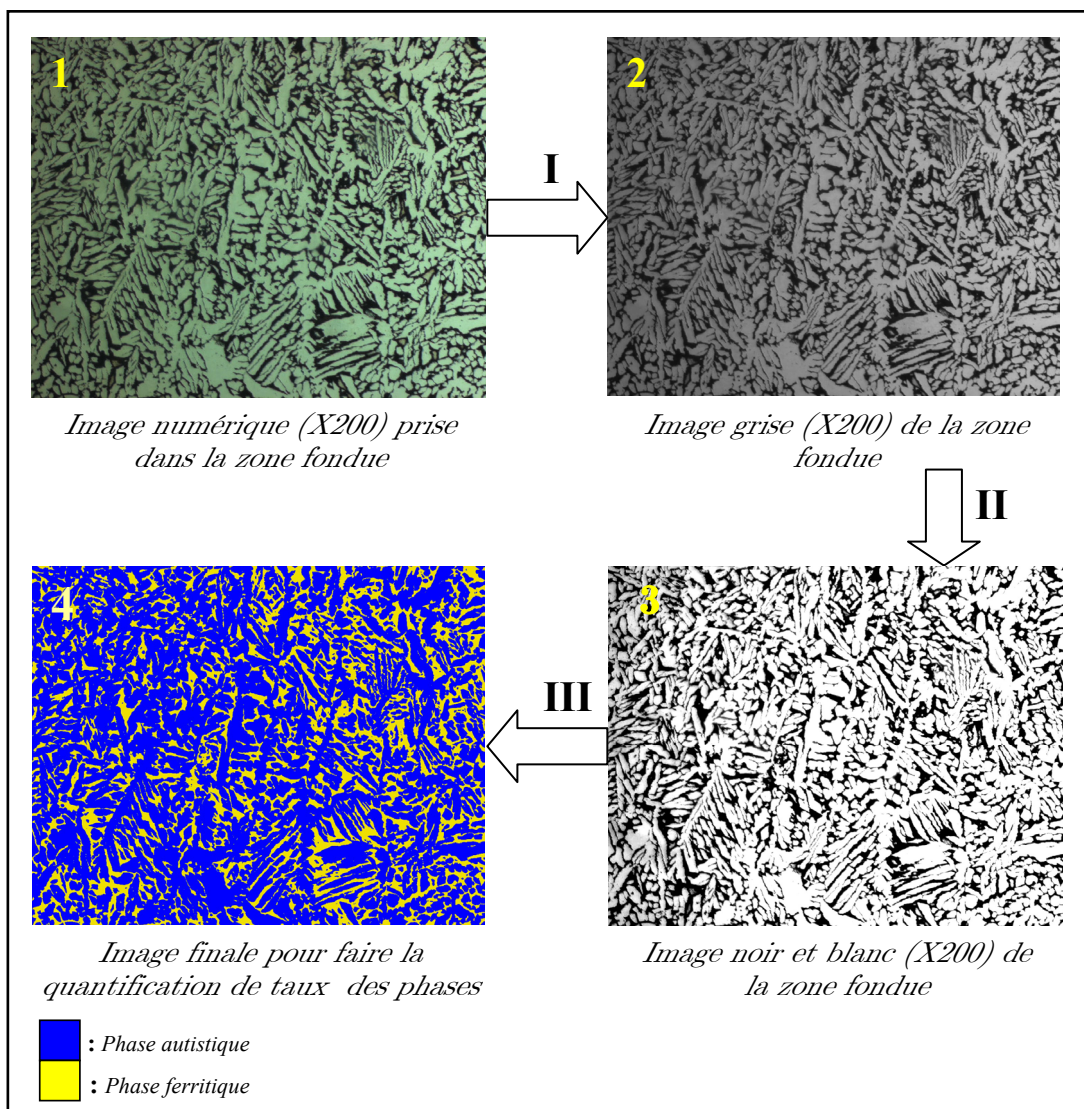 1
2
I
Image numérique (X200) prise
dans la zone fondue
Image grise (X200) de la zone
fondue
II
4
3
III
Image finale pour faire la
quantification de taux des phases
Image noir et blanc (X200) de
la zone fondue
: Phase autistique
: Phase ferritique